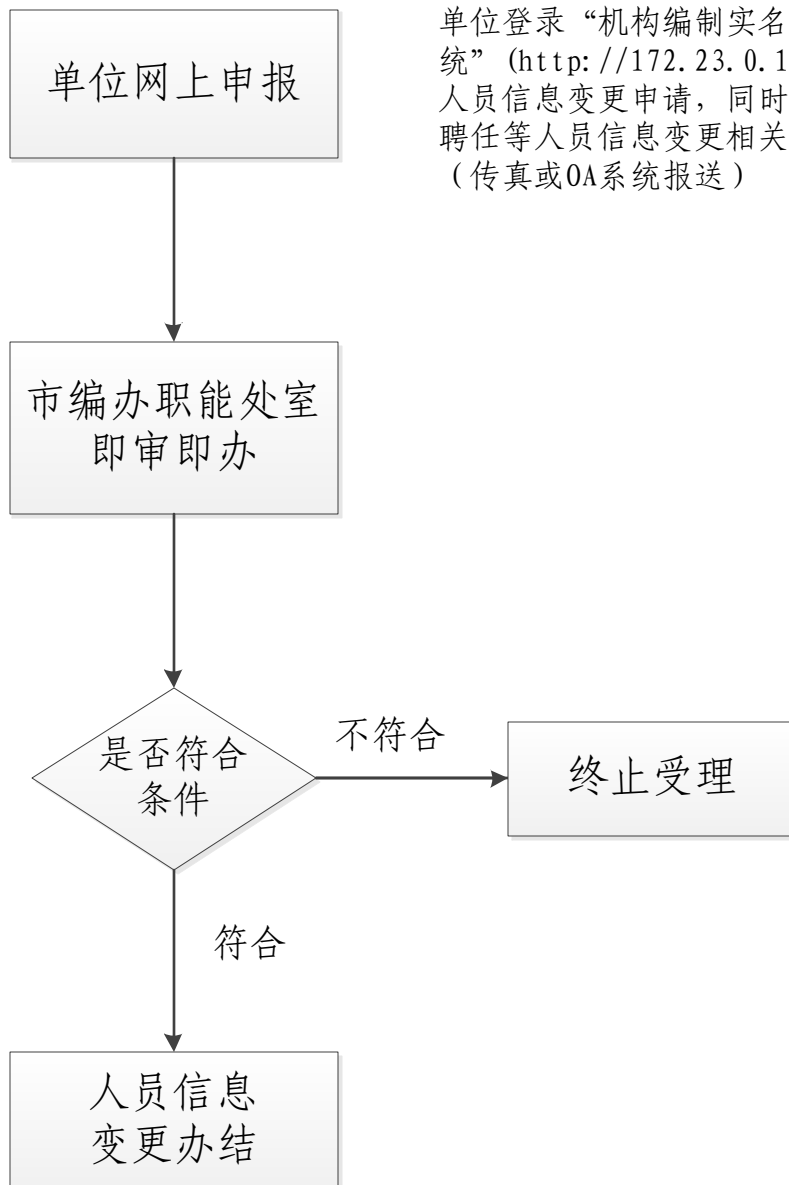 单位网上申报
单位登录“机构编制实名
统”(http://172.23.0.1
人员信息变更申请，同时
聘任等人员信息变更相关
（传真或OA系统报送）
市编办职能处室
即审即办
是否符合
条件
不符合
终止受理
符合
人员信息
变更办结